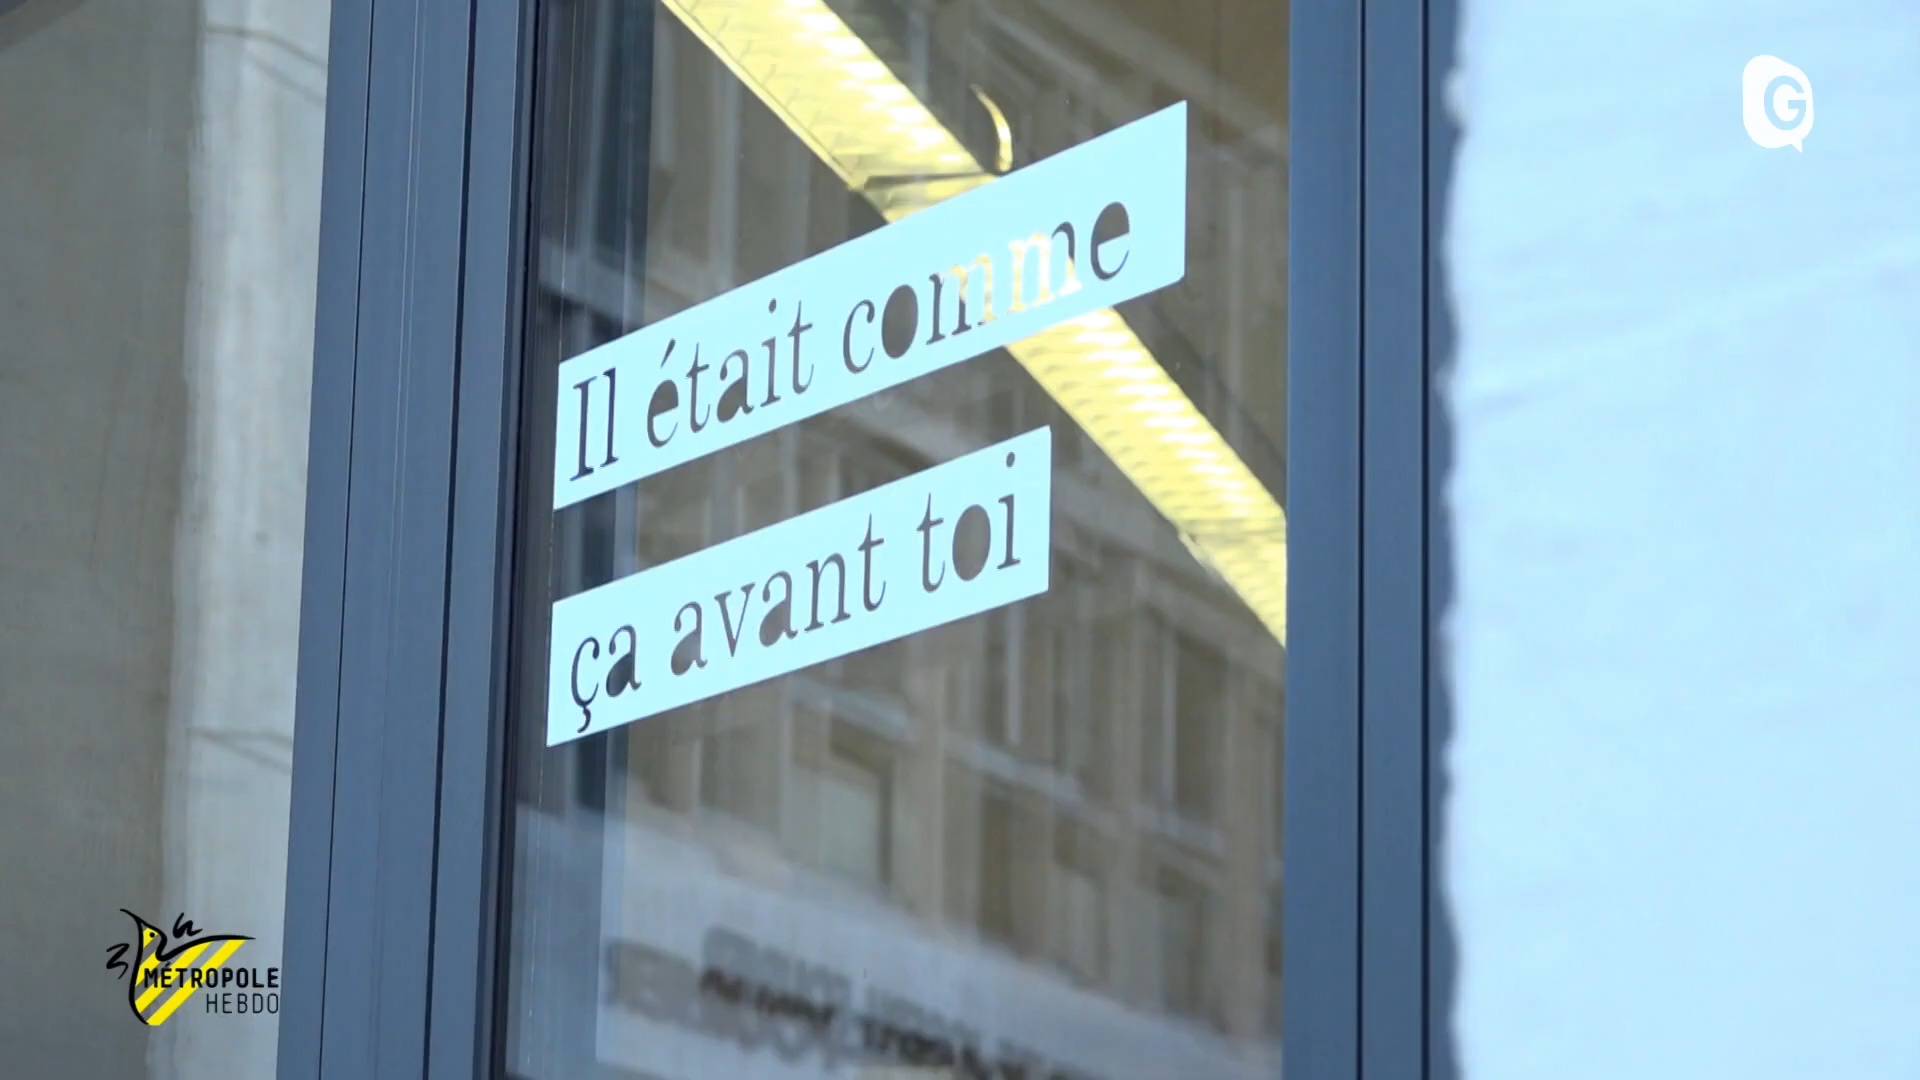 G
Il était comme
ça avant toi
MÉTROPOLE
HEBDO